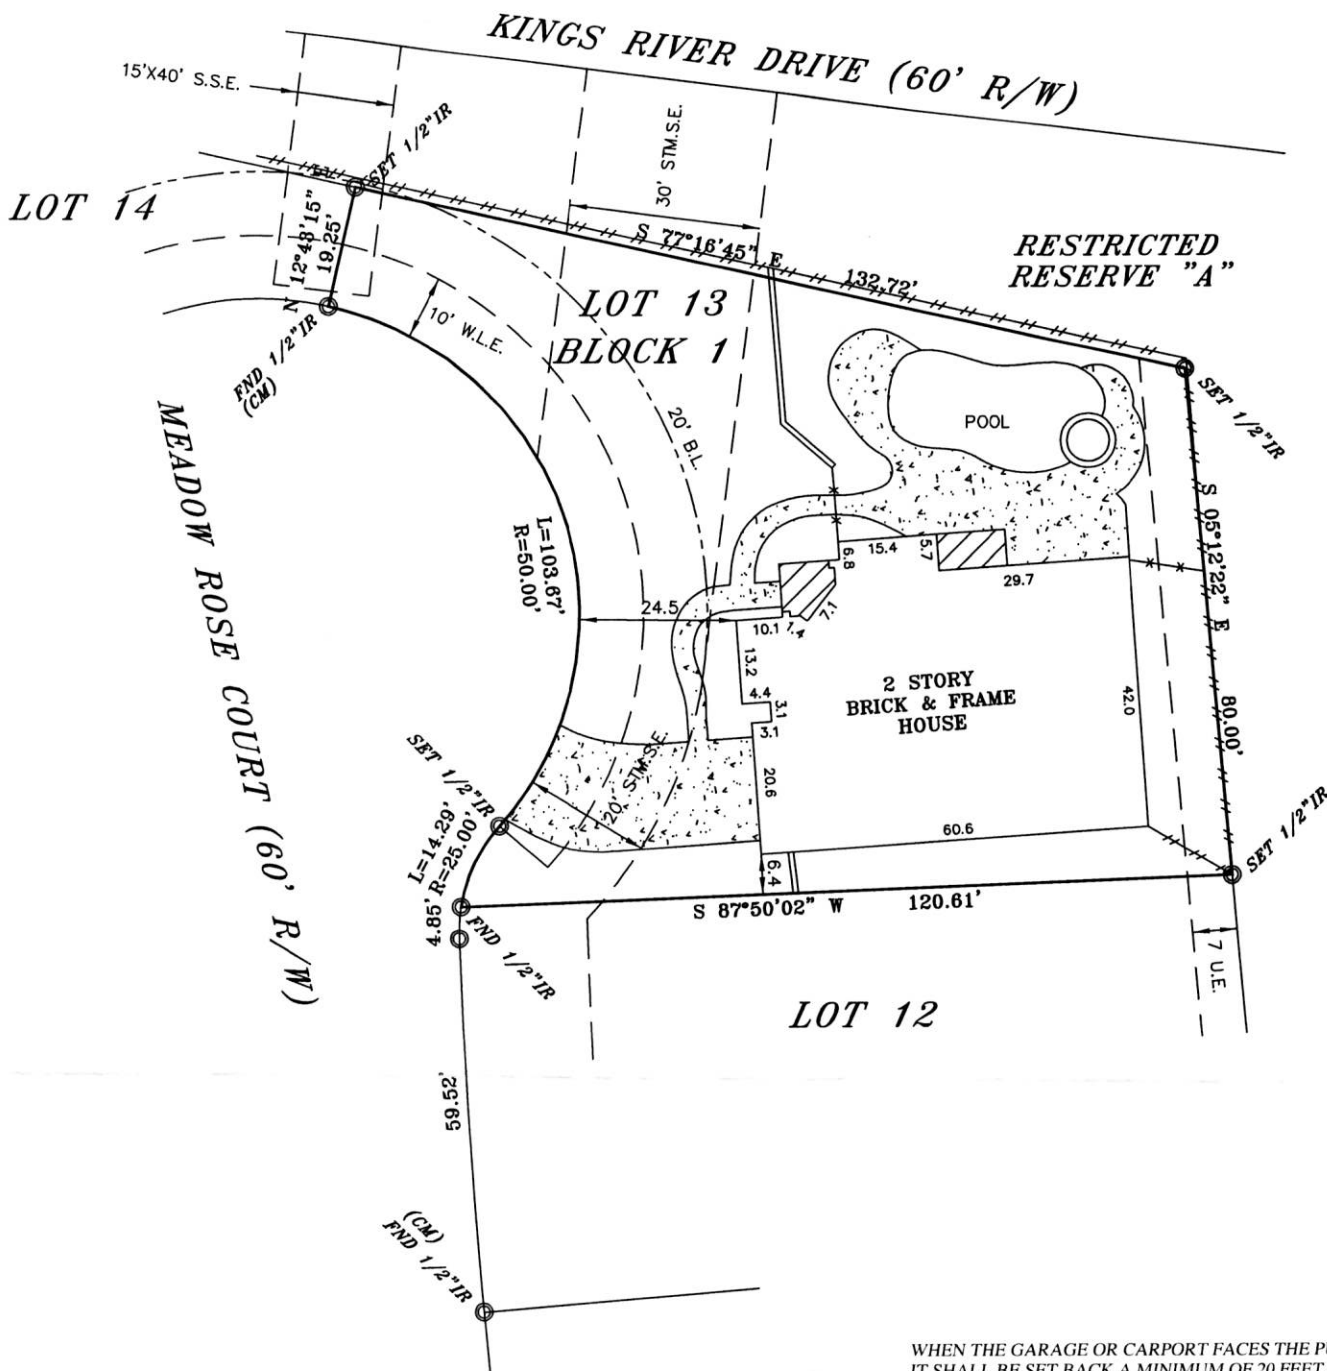 KINGS RIVER DRIVE (60' R/W)
15'X40' S.S.E.
SET 1/2"IR
30' STM.S.E.
LOT 14
N 12°43'15"
19.25'
S 77°16'45" E
132.72'
RESTRICTED
RESERVE "A"
LOT 13
BLOCK 1
10' W.L.E.
FND 1/2"IR
(CM)
20' B.L.
POOL
SET 1/2"IR
MEADOW ROSE COURT (60' R/W)
L=103.67'
R=50.00'
S 05°12'22" E
80.00'
6.8
15.4
5.7
29.7
24.5
10.1
7.4
7.1
13.2
4.4
3.1
3.1
2 STORY
BRICK & FRAME
HOUSE
42.0
20.6
SET 1/2"IR
20' STM.S.E.
60.6
L=14.29'
R=25.00'
4.85'
6.4
SET 1/2"IR
S 87°50'02" W
120.61'
FND 1/2"IR
7 U.E.
LOT 12
59.52'
(CM)
FND 1/2"IR
WHEN THE GARAGE OR CARPORT FACES THE
IT SHALL BE SET BACK A MINIMUM OF 20 FEET